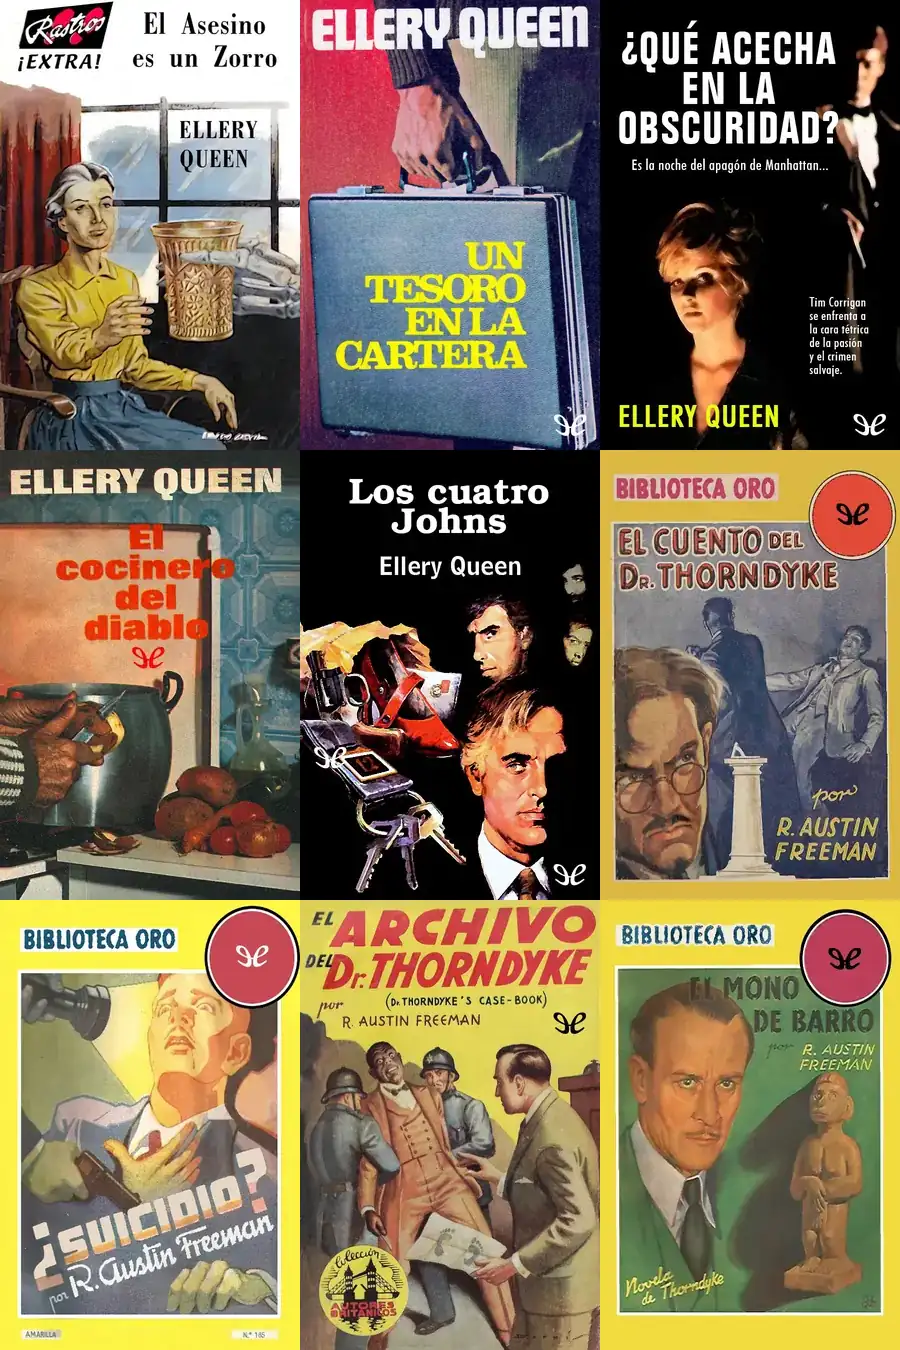 Rastros
¡EXTRA!
El Asesino
es un Zorro
ELLERY
QUEEN
ELLERY QUEEN
UN
TESORO
EN LA
CARTERA
¿QUÉ ACECHA
EN LA
OBSCURIDAD?
Es la noche del apagón de Manhattan...
Tim Corrigan
se enfrenta a
la cara tétrica
de la pasión
y el crimen
salvaje.
ELLERY QUEEN
ELLERY QUEEN
El
cocinero
del
diablo
Los cuatro
Johns
Ellery Queen
BIBLIOTECA ORO
EL CUENTO DEL
DR. THORNDYKE
por
R. AUSTIN
FREEMAN
BIBLIOTECA ORO
¿SUICIDIO?
por R. Austin Freeman
AMARILLA
N.º 165
EL
ARCHIVO
DEL DR. THORNDYKE
por
(DR. THORNDYKE'S CASE-BOOK)
R. AUSTIN FREEMAN
Colección
AUTORES
BRITÁNICOS
BIBLIOTECA ORO
EL MONO
DE BARRO
por R. AUSTIN
FREEMAN
Novela
de Thorndyke